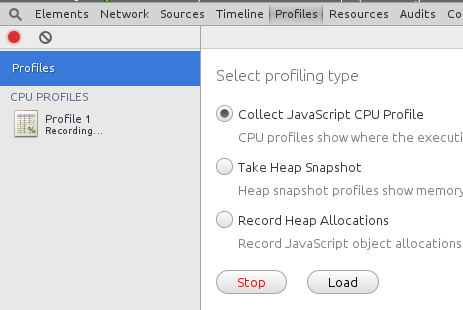 Elements Network Sources Timeline Profiles Resources Audits
Profiles
CPU PROFILES
Profile 1
Recording...
Select profiling type
Collect JavaScript CPU Profile
CPU profiles show where the executi
Take Heap Snapshot
Heap snapshot profiles show memory
Record Heap Allocations
Record JavaScript object allocations
Stop Load